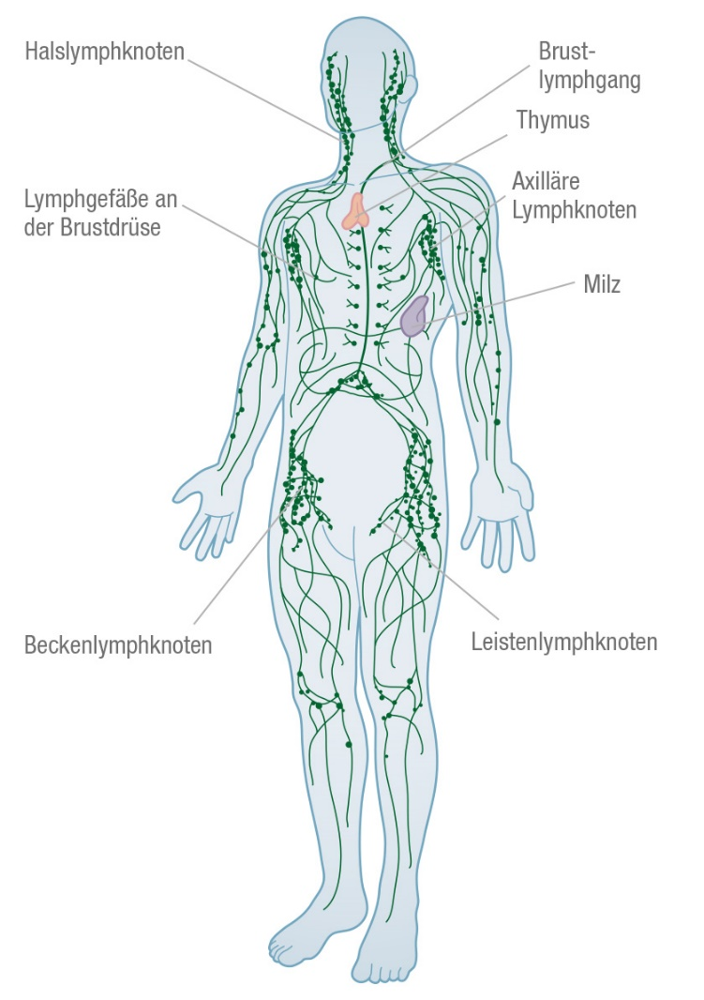 Halslymphknoten
Brust-
lymphgang
Thymus
Lymphgefäße an
der Brustdrüse
Axilläre
Lymphknoten
Milz
Beckenlymphknoten
Leistenlymphknoten